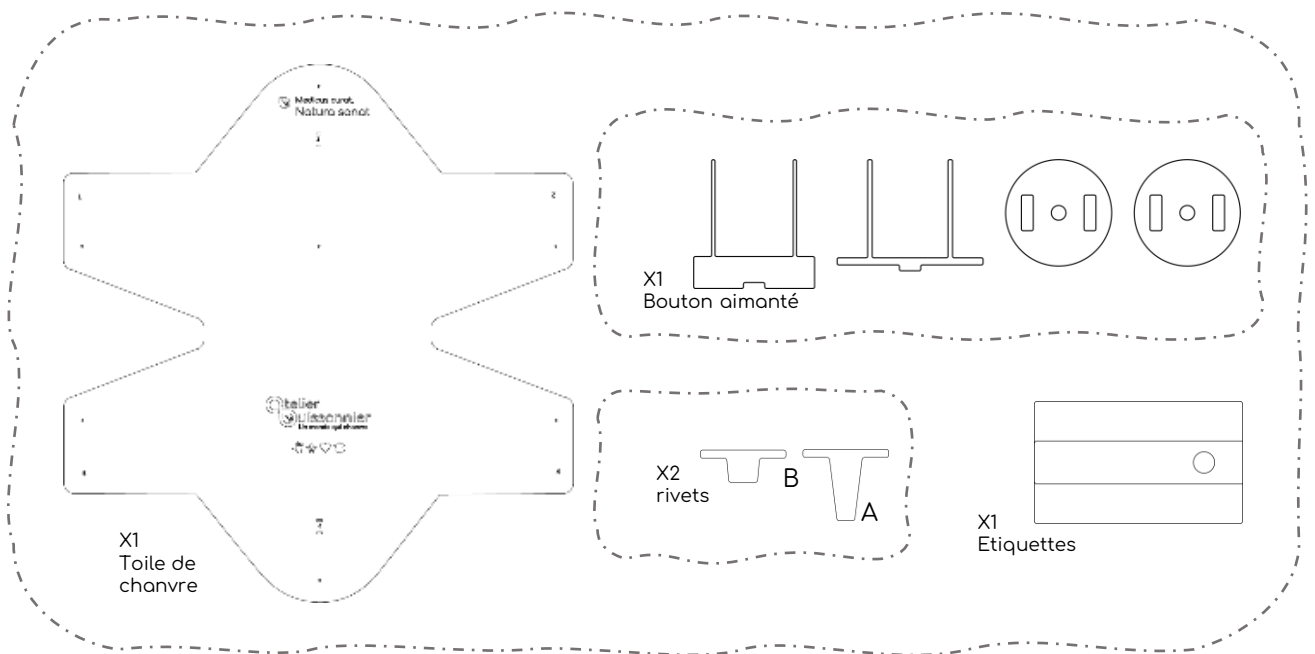 Medicus curat,
Natura sanat
telier
uissonnier
X1
Toile de
chanvre
X1
Bouton aimanté
X2
rivets
B
A
X1
Etiquettes